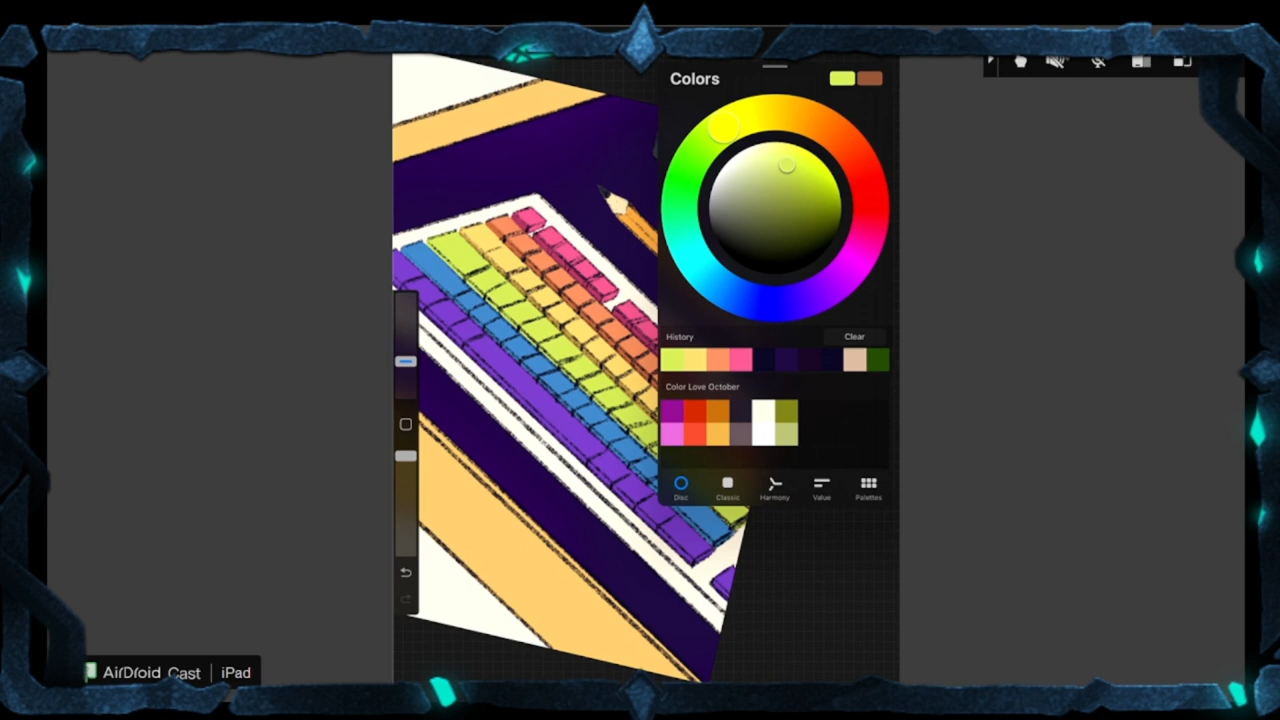 Colors
History
Clear
Color Love October
Disc
Classic
Harmony
Value
Palettes
AirDroid Cast | iPad